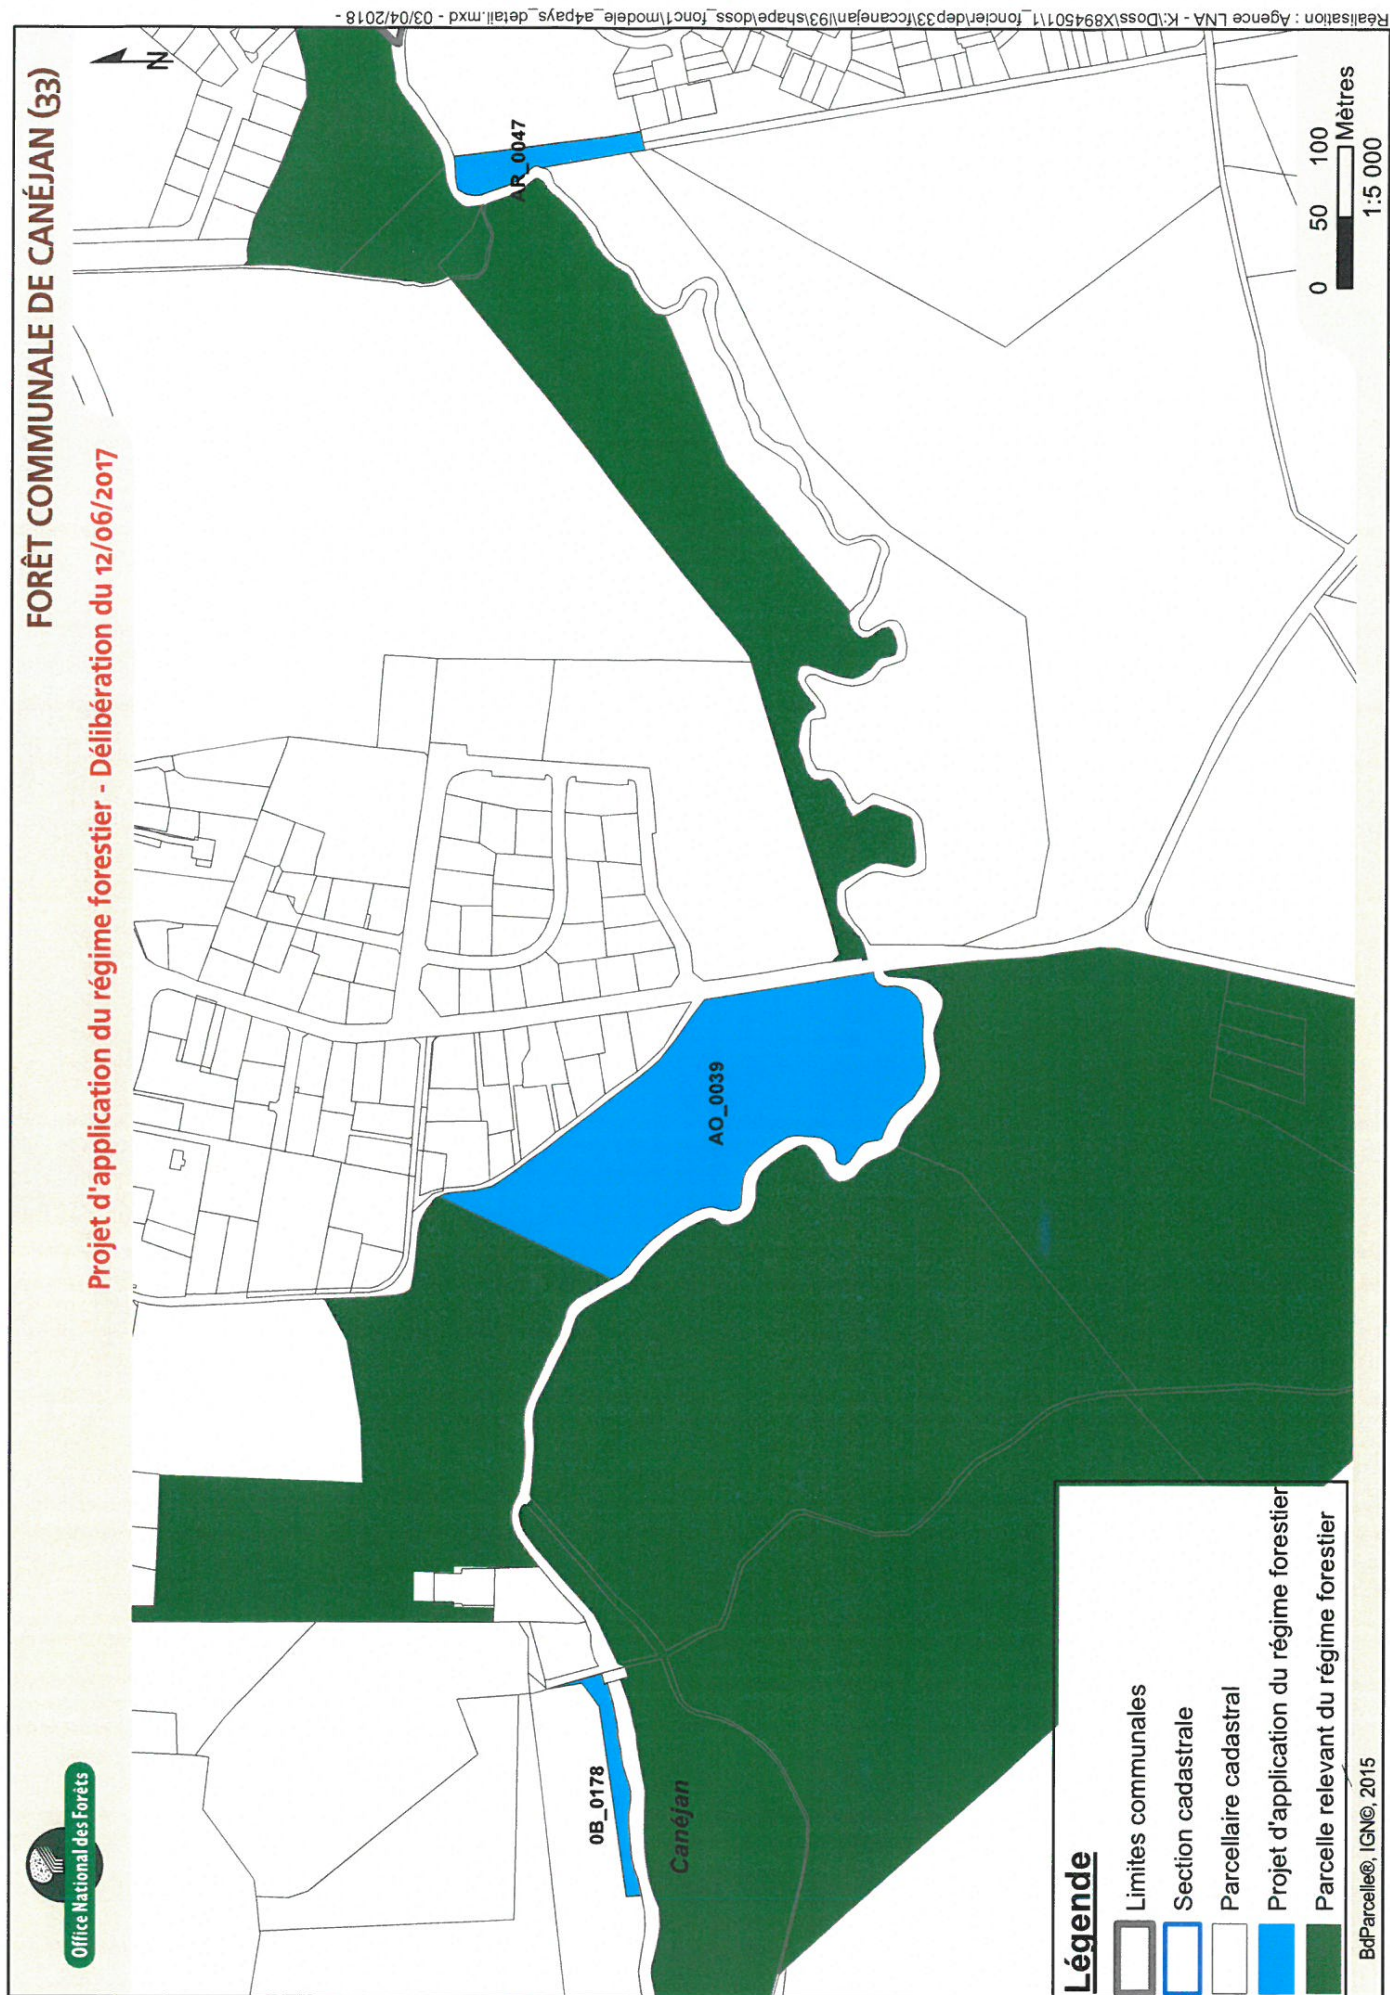 FORÊT COMMUNALE DE CANÉJAN (33)
Projet d'application du régime forestier - Délibération du 12/06/2017
Office National des Forêts
N
0B_0178
Canéjan
AO_0039
AR_0047
Légende
Limites communales
Section cadastrale
Parcellaire cadastral
Projet d'application du régime forestier
Parcelle relevant du régime forestier
0 50 100
Mètres
1:5 000
BdParcelle®, IGN©, 2015
Réalisation : Agence LNA - K:\Doss\X8945011\1_foncier\dep33\fccanejan\l93\shape\doss_fonc1\modele_a4pays_detail.mxd - 03/04/2018 -